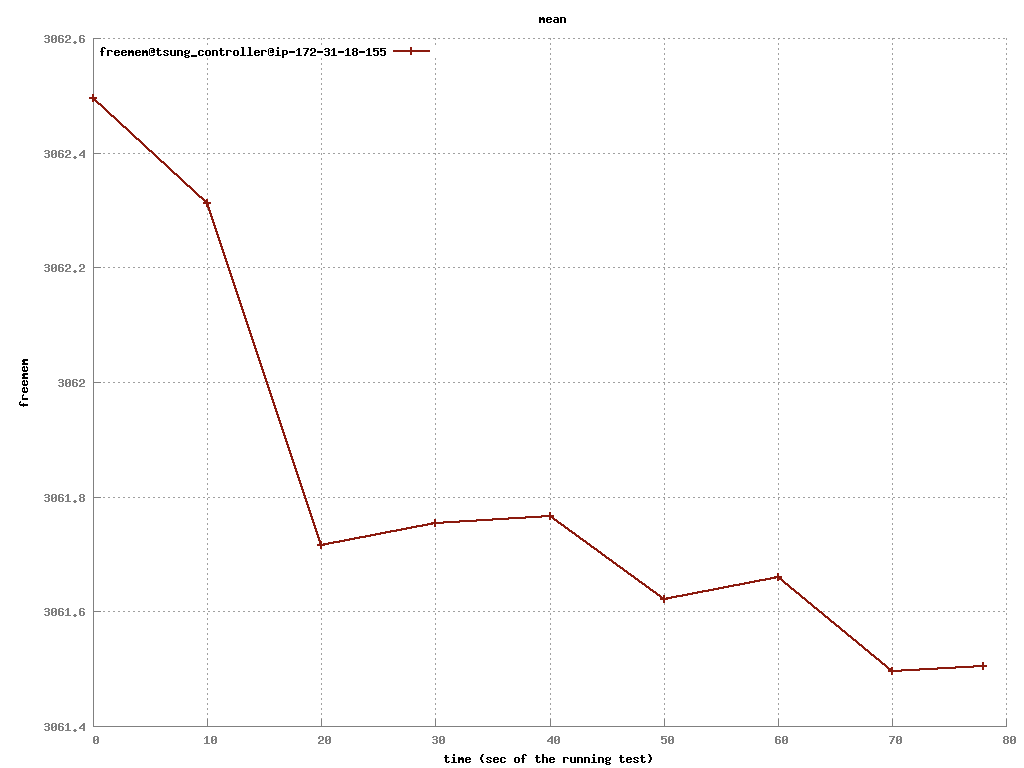 mean
3062.6
freemem@tsung_controller@ip-172-31-18-155
3062.4
3062.2
3062
3061.8
3061.6
3061.4
freemem
0 10 20 30 40 50 60 70 80
time (sec of the running test)